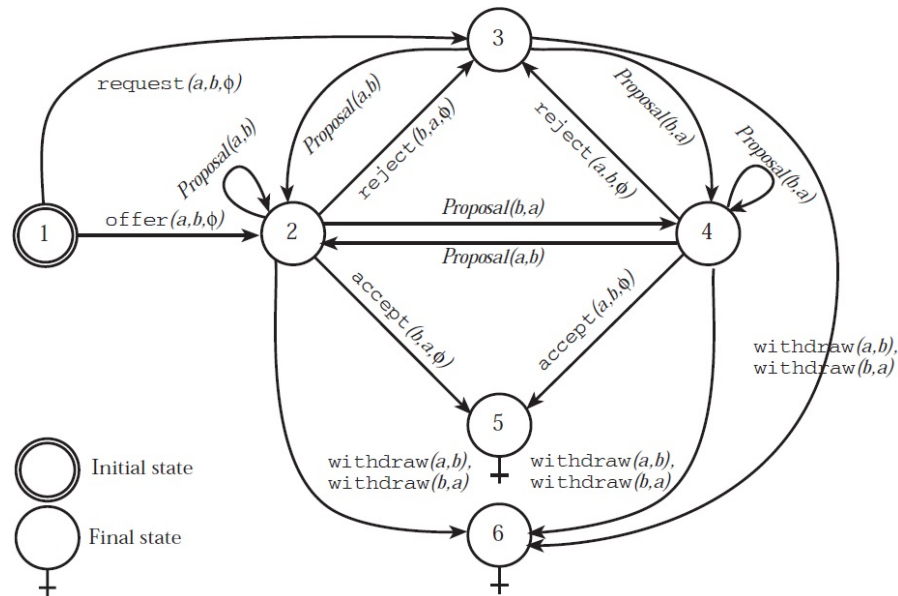 3
request(a,b,ϕ)
Proposal(a,b)
Proposal(a,b)
reject(b,a,ϕ)
reject(a,b,ϕ)
Proposal(b,a)
Proposal(b,a)
1
offer(a,b,ϕ)
2
Proposal(b,a)
Proposal(a,b)
4
accept(b,a,ϕ)
accept(a,b,ϕ)
withdraw(a,b),
withdraw(b,a)
5
Initial state
withdraw(a,b),
withdraw(b,a)
withdraw(a,b),
withdraw(b,a)
Final state
6